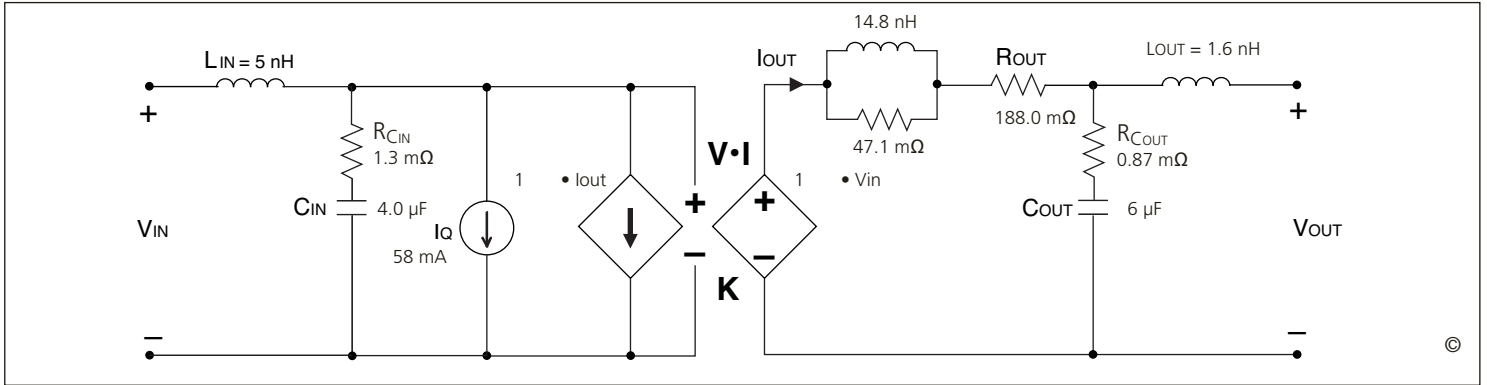 LIN = 5 nH
+
VIN
−
RCIN
1.3 mΩ
CIN
4.0 µF
IQ
58 mA
1 • Iout
+
−
V•I
K
+
−
1 • Vin
IOUT
14.8 nH
47.1 mΩ
ROUT
188.0 mΩ
RCOUT
0.87 mΩ
COUT
6 µF
LOUT = 1.6 nH
+
VOUT
−
©